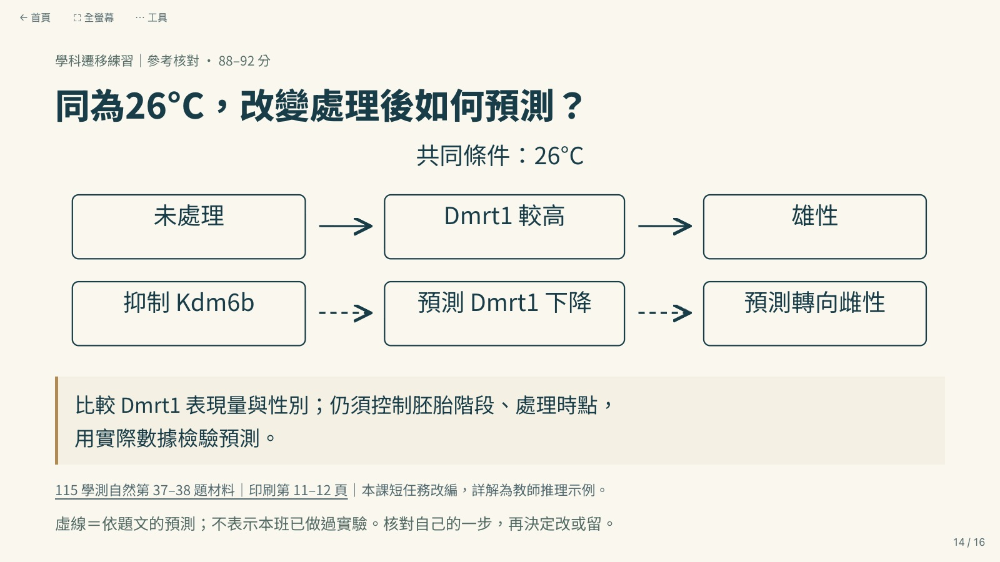 ← 首頁
⛶ 全螢幕
⋯ 工具
學科遷移練習｜參考核對 · 88–92 分
同為26°C，改變處理後如何預測？
共同條件：26°C
未處理
Dmrt1 較高
雄性
抑制 Kdm6b
預測 Dmrt1 下降
預測轉向雌性
比較 Dmrt1 表現量與性別；仍須控制胚胎階段、處理時點，
用實際數據檢驗預測。
115 學測自然第 37–38 題材料｜印刷第 11–12 頁｜本課短任務改編，詳解為教師推理示例。
虛線＝依題文的預測；不表示本班已做過實驗。核對自己的一步，再決定改或留。
14 / 16